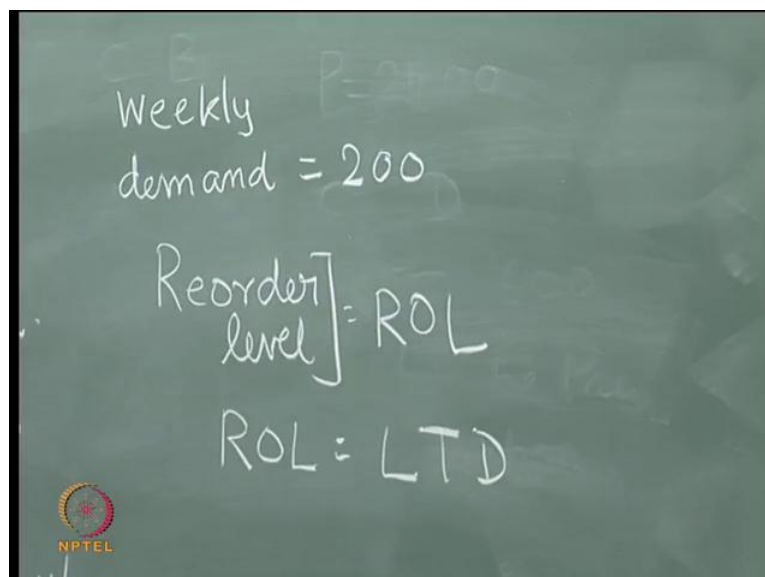 Weekly
demand = 200
Reorder
level] = ROL
ROL = LTD
NPTEL